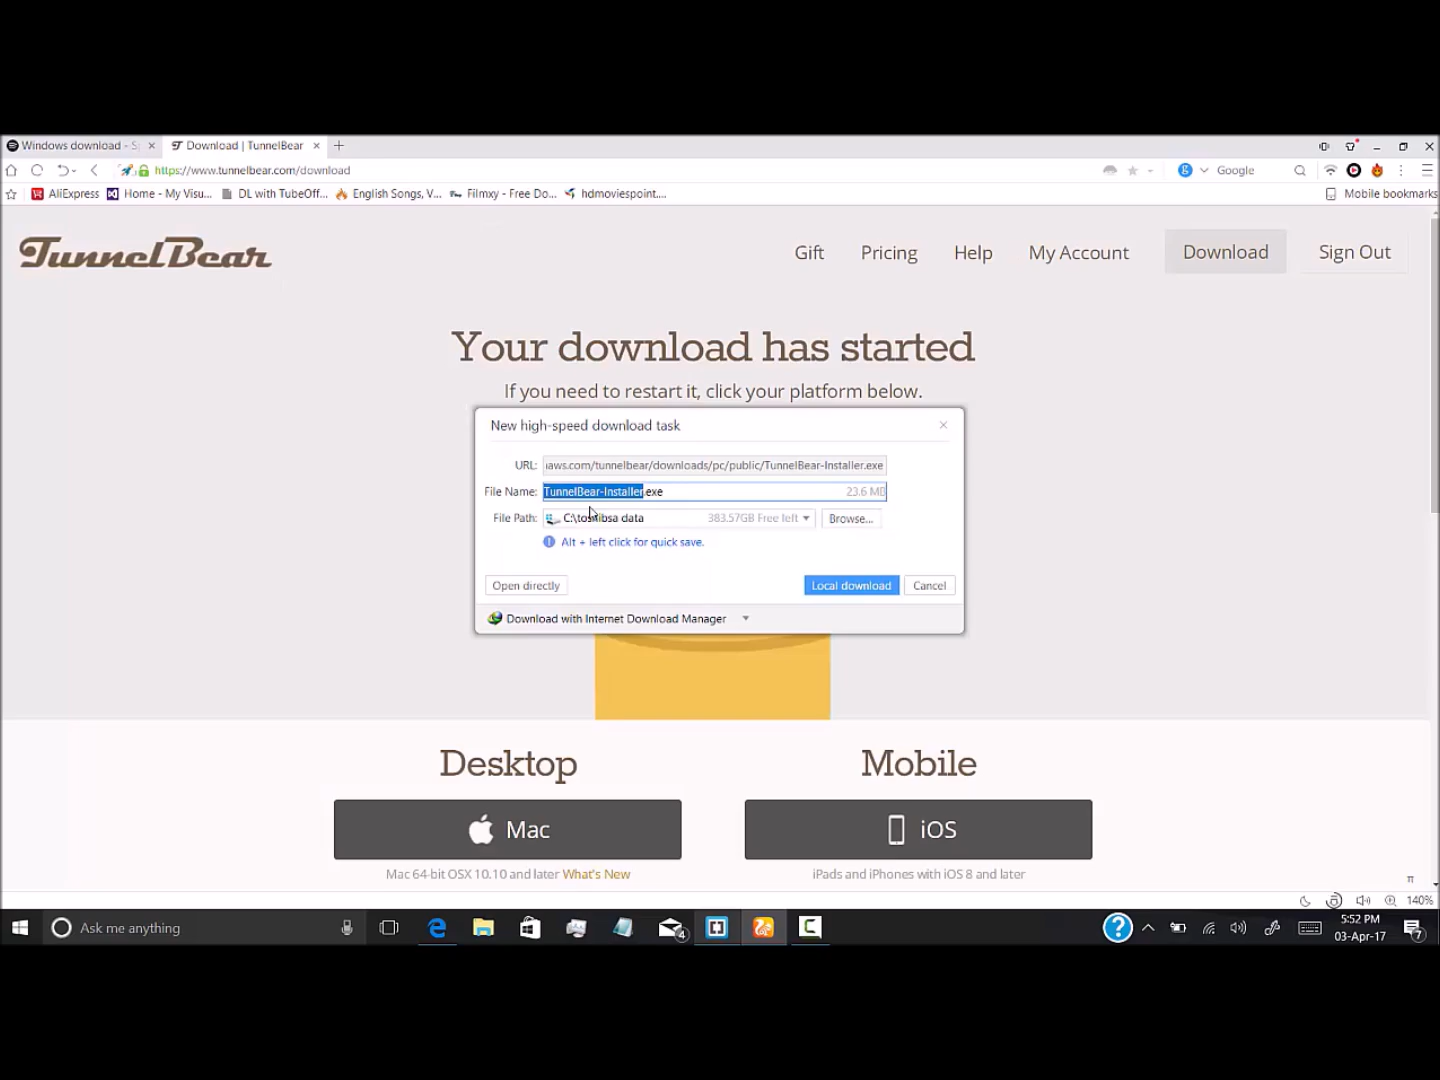 Windows download - S
Download | TunnelBear
https://www.tunnelbear.com/download
Google
AliExpress
Home - My Visu...
DL with TubeOff...
English Songs, V...
Filmxy - Free Do...
hdmoviespoint....
Mobile bookmarks
TunnelBear
Gift
Pricing
Help
My Account
Download
Sign Out
Your download has started
If you need to restart it, click your platform below.
New high-speed download task
URL: aws.com/tunnelbear/downloads/pc/public/TunnelBear-Installer.exe
File Name: TunnelBear-Installer.exe 23.6 MB
File Path: C:\toshibsa data 383.57GB Free left Browse...
Alt + left click for quick save.
Open directly
Local download
Cancel
Download with Internet Download Manager
Desktop
Mobile
Mac
iOS
Mac 64-bit OSX 10.10 and later What's New
iPads and iPhones with iOS 8 and later
140%
Ask me anything
4
5:52 PM
03-Apr-17
7